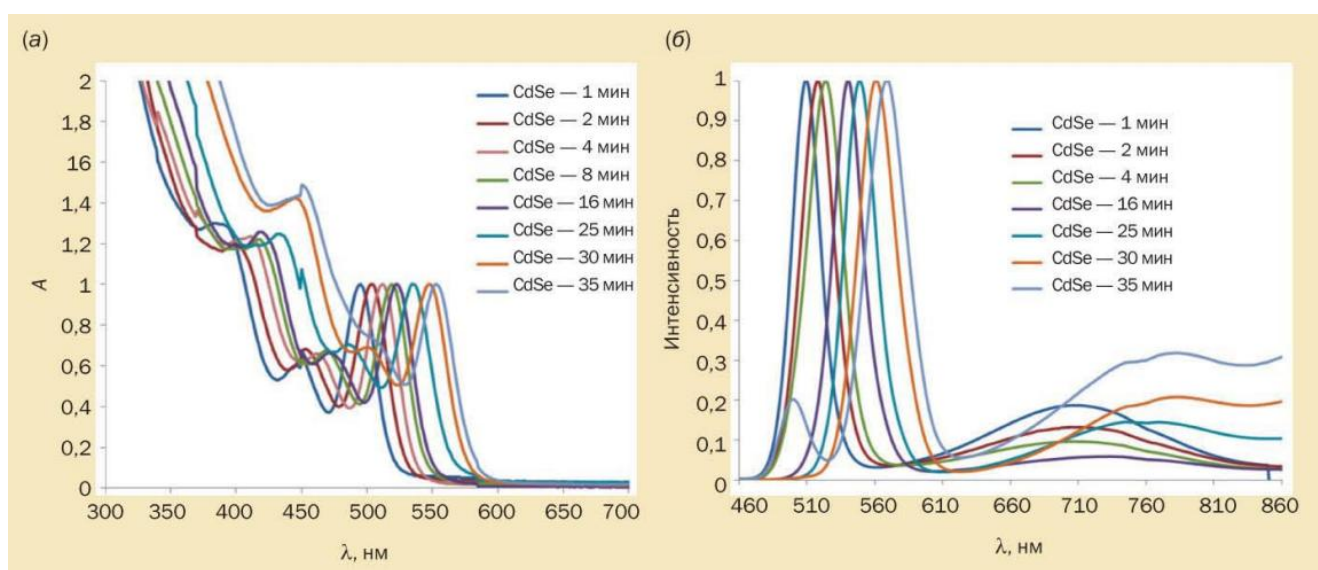 (а)
2
1,8
16
1,4
1,2
1
0,8
0,6
0,4
0,2
0
A
300 350 400 450 500 550 600 650 700
λ, нм
CdSe — 1 мин
CdSe — 2 мин
CdSe — 4 мин
CdSe — 8 мин
CdSe — 16 мин
CdSe — 25 мин
CdSe — 30 мин
CdSe — 35 мин
(б)
1
0,9
0,8
0,7
0,6
0,5
0,4
0,3
0,2
0,1
0
Интенсивность
460 510 560 610 660 710 760 810 860
λ, нм
CdSe — 1 мин
CdSe — 2 мин
CdSe — 4 мин
CdSe — 16 мин
CdSe — 25 мин
CdSe — 30 мин
CdSe — 35 мин